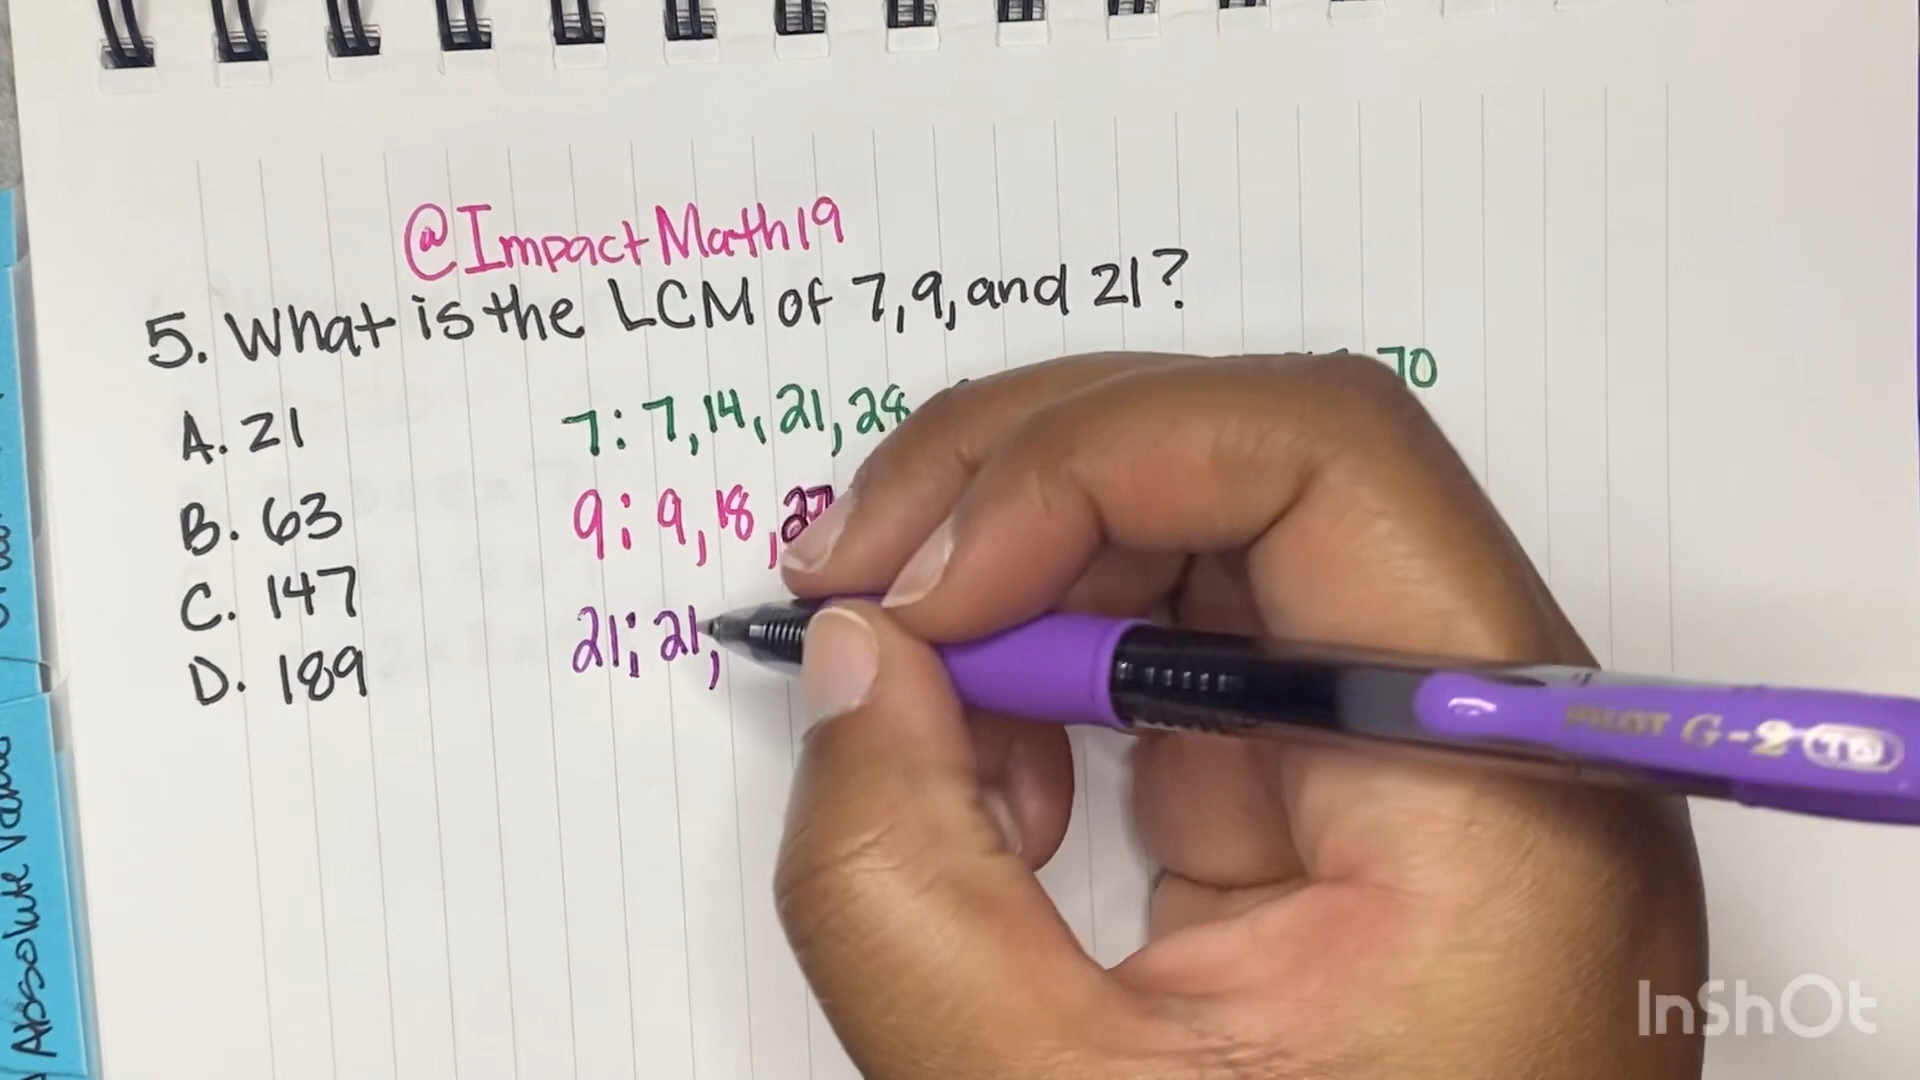 @ImpactMath19
5. What is the LCM of 7, 9, and 21?
A. 21
B. 63
C. 147
D. 189
7: 7, 14, 21, 28
70
9: 9, 18, 27
21: 21,
PILOT G-2
Absolute Value
InShOt